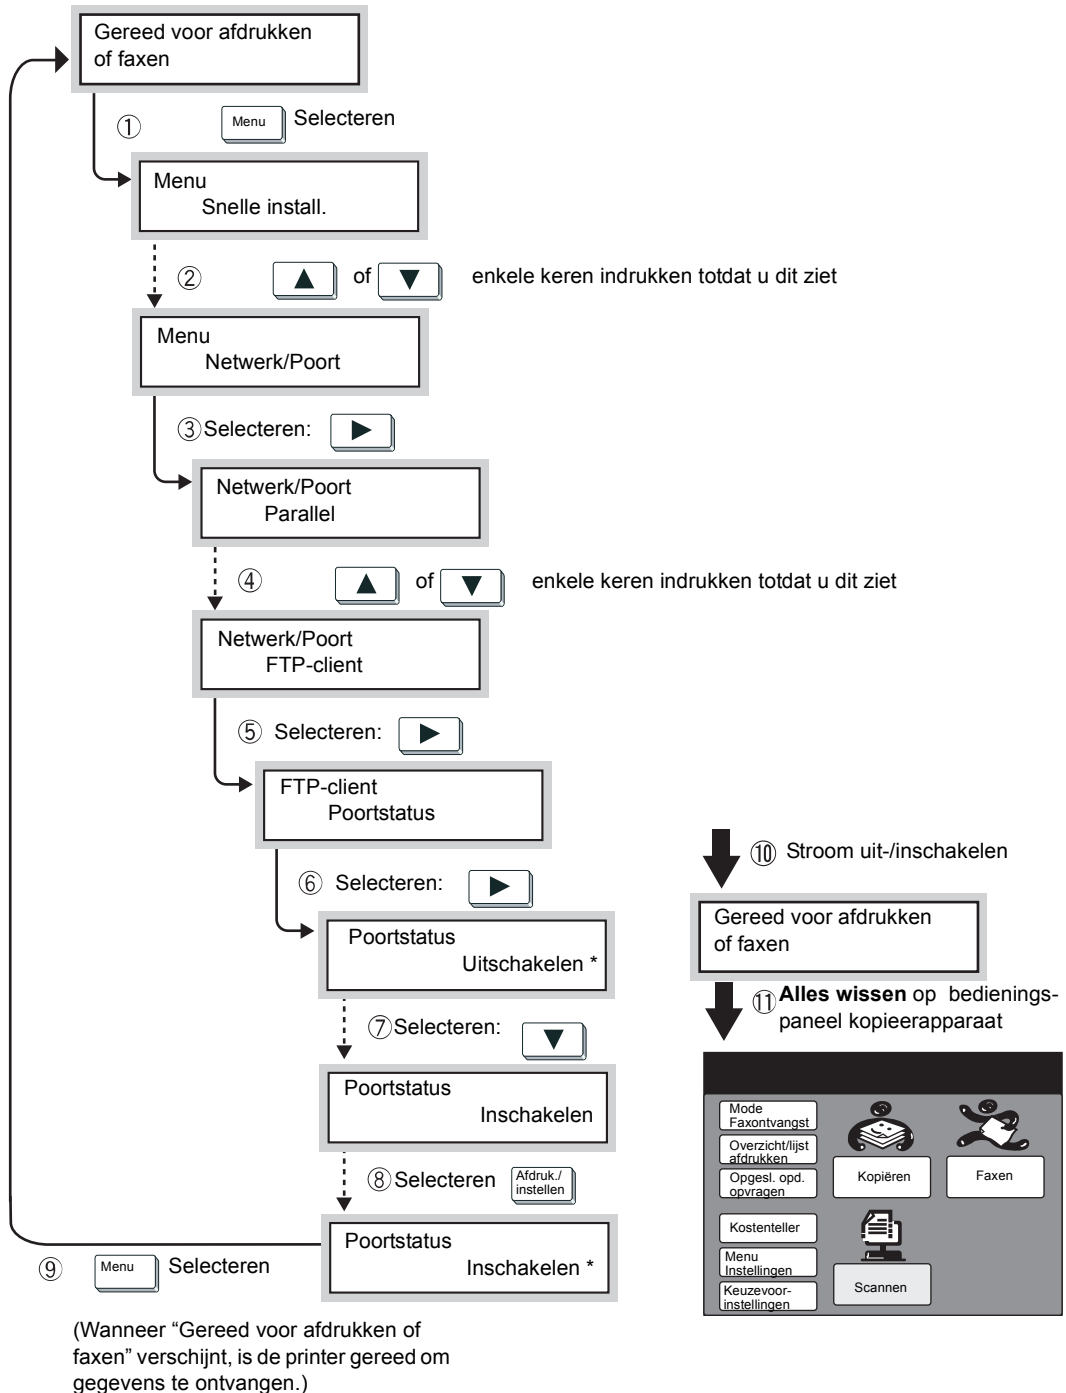 Gereed voor afdrukken
of faxen
① Menu Selecteren
Menu
Snelle install.
② ▲ of ▼ enkele keren indrukken totdat u dit ziet
Menu
Netwerk/Poort
③ Selecteren: ▶
Netwerk/Poort
Parallel
④ ▲ of ▼ enkele keren indrukken totdat u dit ziet
Netwerk/Poort
FTP-client
⑤ Selecteren: ▶
FTP-client
Poortstatus
⑥ Selecteren: ▶
Poortstatus
Uitschakelen *
⑦ Selecteren: ▼
Poortstatus
Inschakelen
⑧ Selecteren Afdruk./
instellen
Poortstatus
Inschakelen *
⑨ Menu Selecteren
(Wanneer “Gereed voor afdrukken of
faxen” verschijnt, is de printer gereed om
gegevens te ontvangen.)
⑩ Stroom uit-/inschakelen
Gereed voor afdrukken
of faxen
⑪ Alles wissen op bedienings-
paneel kopieerapparaat
Mode
Faxontvangst
Overzicht/lijst
afdrukken
Opgesl. opd.
opvragen
Kopiëren
Faxen
Kostenteller
Menu
Instellingen
Keuzevoor-
instellingen
Scannen